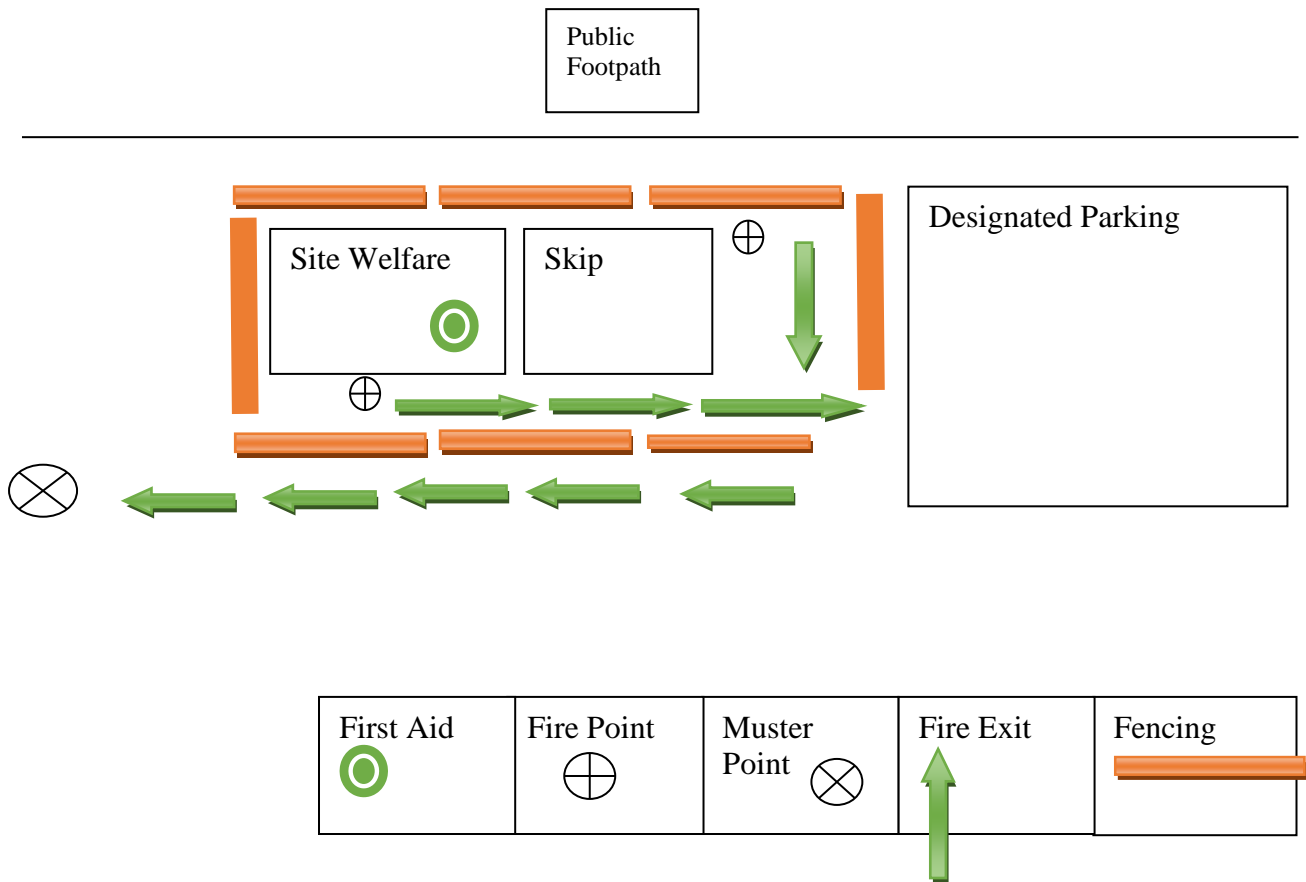 Public
Footpath
Site Welfare
Skip
Designated Parking
First Aid
Fire Point
Muster
Point
Fire Exit
Fencing